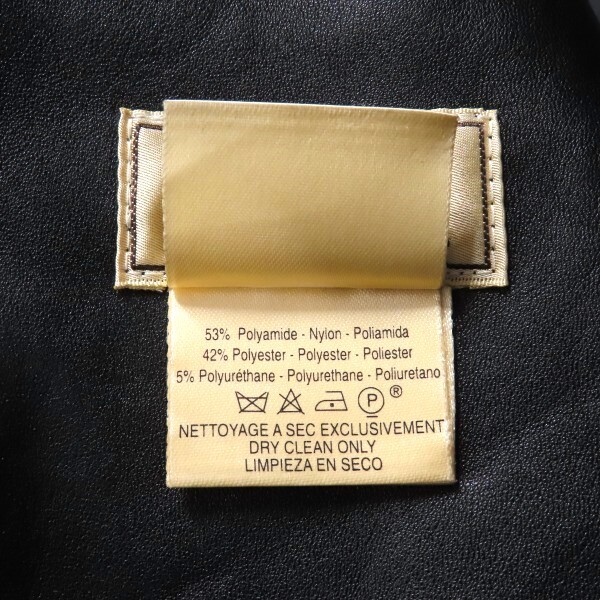 53% Polyamide - Nylon - Poliamida
42% Polyester - Polyester - Poliester
5% Polyuréthane - Polyurethane - Poliuretano
P ®
NETTOYAGE A SEC EXCLUSIVEMENT
DRY CLEAN ONLY
LIMPIEZA EN SECO